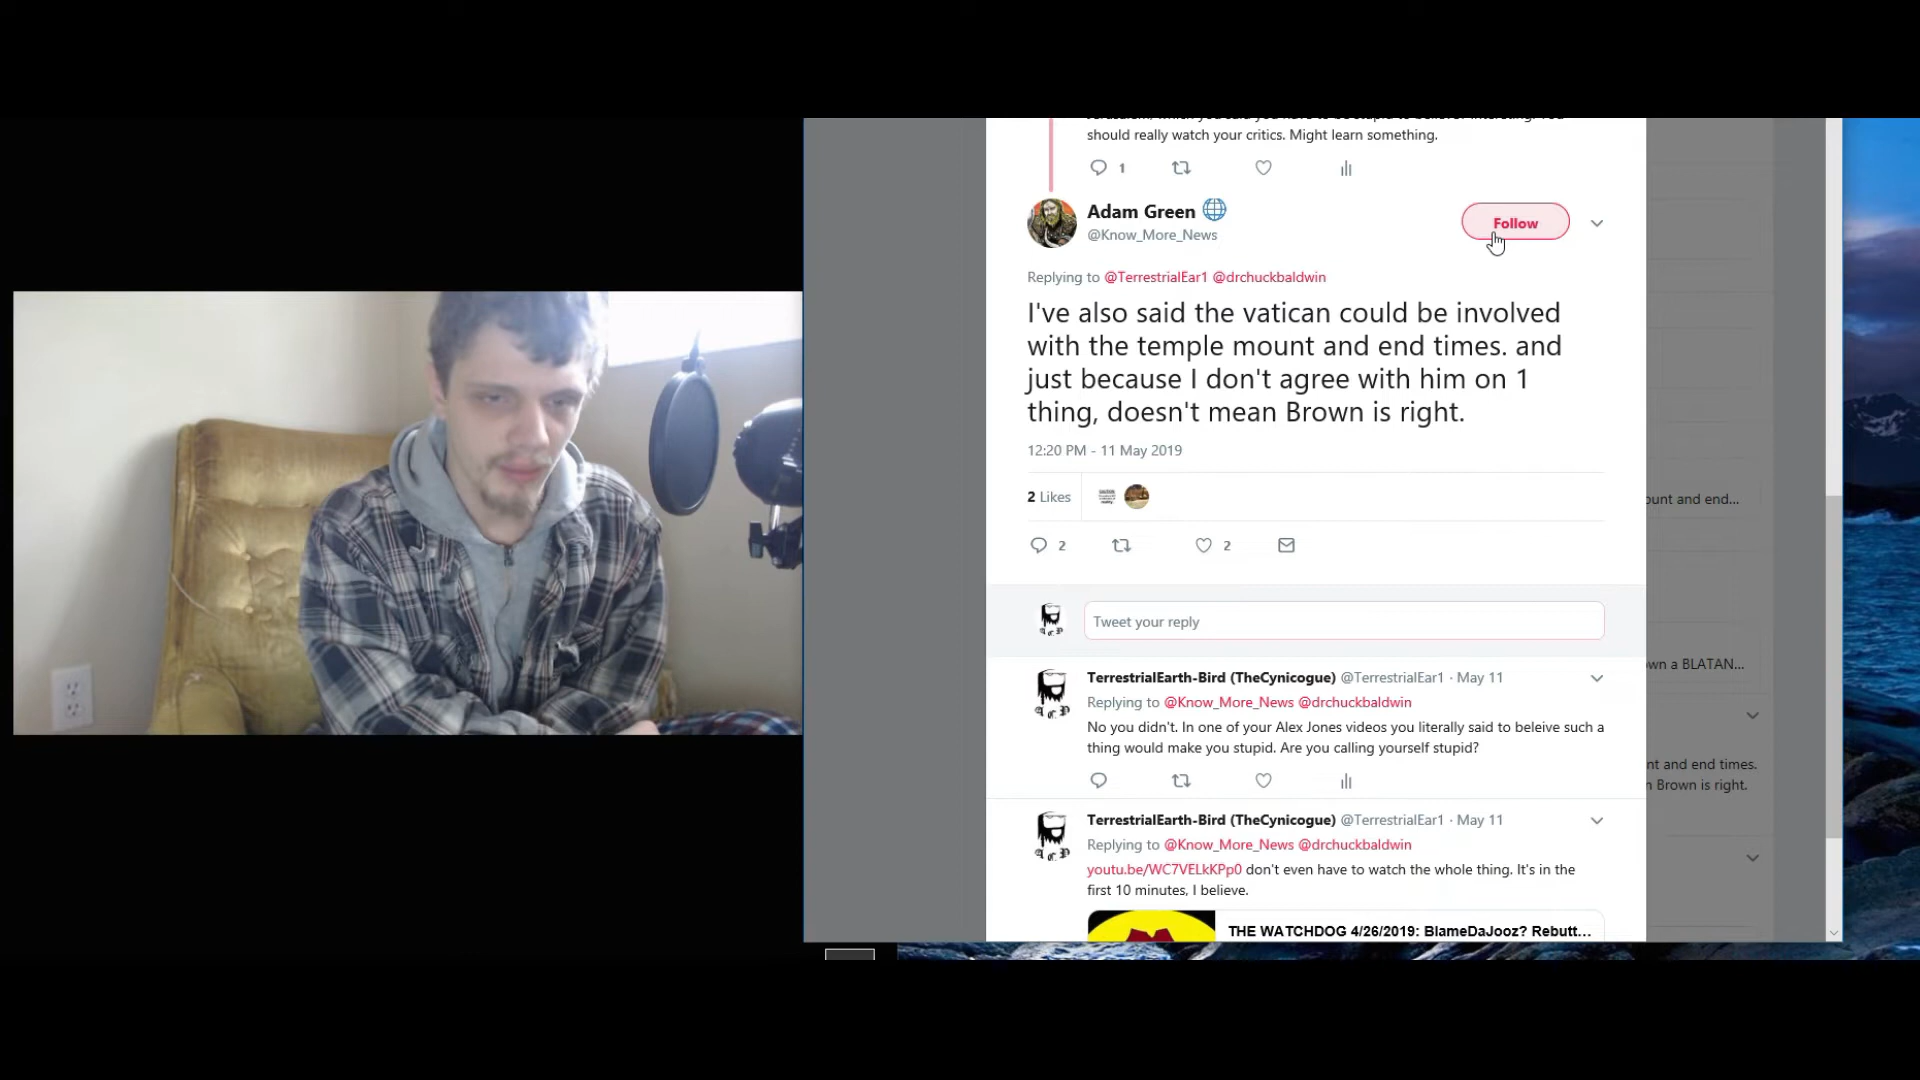 should really watch your critics. Might learn something.
1
Adam Green
@Know_More_News
Follow
Replying to @TerrestrialEar1 @drchuckbaldwin
I've also said the vatican could be involved
with the temple mount and end times. and
just because I don't agree with him on 1
thing, doesn't mean Brown is right.
12:20 PM - 11 May 2019
2 Likes
2 2
Tweet your reply
TerrestrialEarth-Bird (TheCynicogue) @TerrestrialEar1 · May 11
Replying to @Know_More_News @drchuckbaldwin
No you didn't. In one of your Alex Jones videos you literally said to beleive such a
thing would make you stupid. Are you calling yourself stupid?
TerrestrialEarth-Bird (TheCynicogue) @TerrestrialEar1 · May 11
Replying to @Know_More_News @drchuckbaldwin
youtu.be/WC7VELkKPp0 don't even have to watch the whole thing. It's in the
first 10 minutes, I believe.
THE WATCHDOG 4/26/2019: BlameDaJooz? Rebutt...
ount and end...
wn a BLATAN...
nt and end times.
n Brown is right.